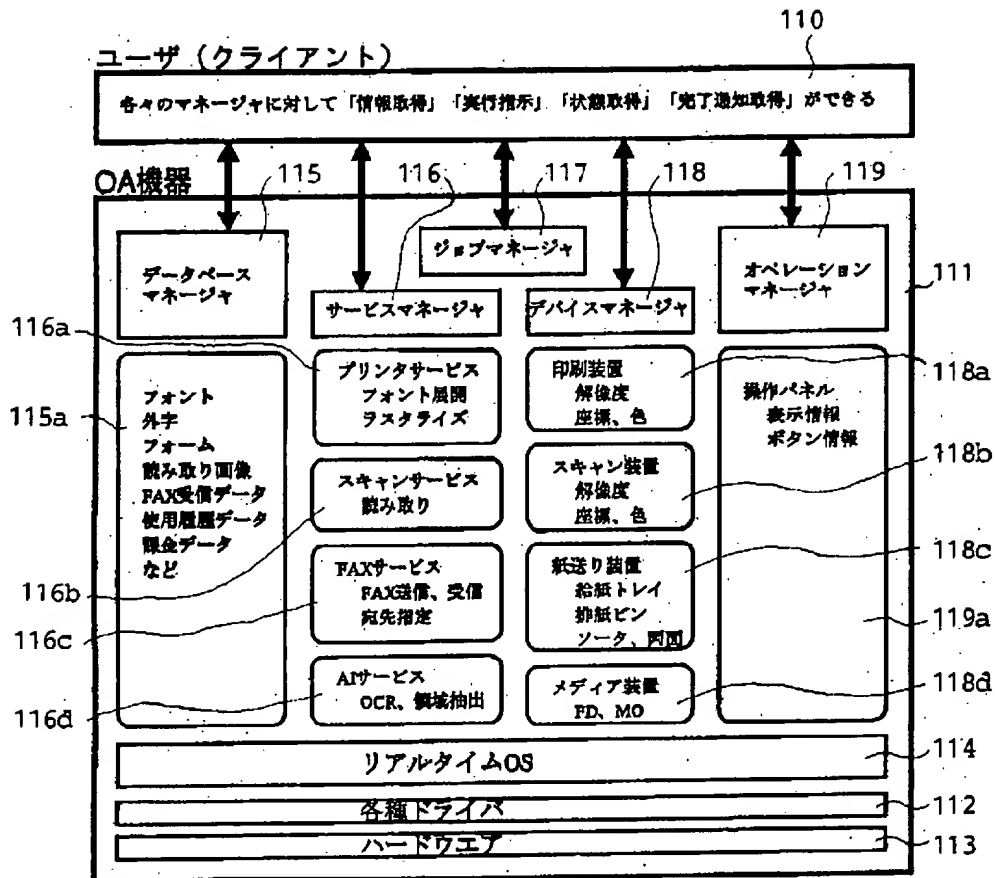 110
ユーザ（クライアント）
各々のマネージャに対して「情報取得」「実行指示」「状態取得」「完了通知取得」ができる
OA機器
115
116
117
118
119
111
データベース
マネージャ
サービスマネージャ
ジョブマネージャ
デバイスマネージャ
オペレーション
マネージャ
115a
フォント
外字
フォーム
読み取り画像
FAX受信データ
使用履歴データ
課金データ
など
116a
プリンタサービス
フォント展開
ラスタライズ
116b
スキャンサービス
読み取り
116c
FAXサービス
FAX送信、受信
宛先指定
116d
AIサービス
OCR、領域抽出
印刷装置
解像度
座標、色
118a
スキャン装置
解像度
座標、色
118b
紙送り装置
給紙トレイ
排紙ビン
ソータ、両面
118c
メディア装置
FD、MO
118d
操作パネル
表示情報
ボタン情報
119a
リアルタイムOS
114
各種ドライバ
112
ハードウエア
113